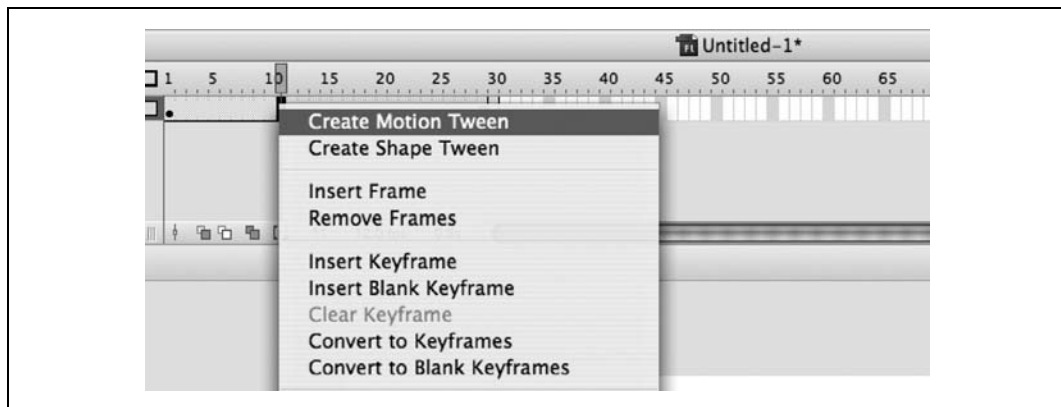 Untitled-1*
1 5 10 15 20 25 30 35 40 45 50 55 60 65
Create Motion Tween
Create Shape Tween
Insert Frame
Remove Frames
Insert Keyframe
Insert Blank Keyframe
Clear Keyframe
Convert to Keyframes
Convert to Blank Keyframes